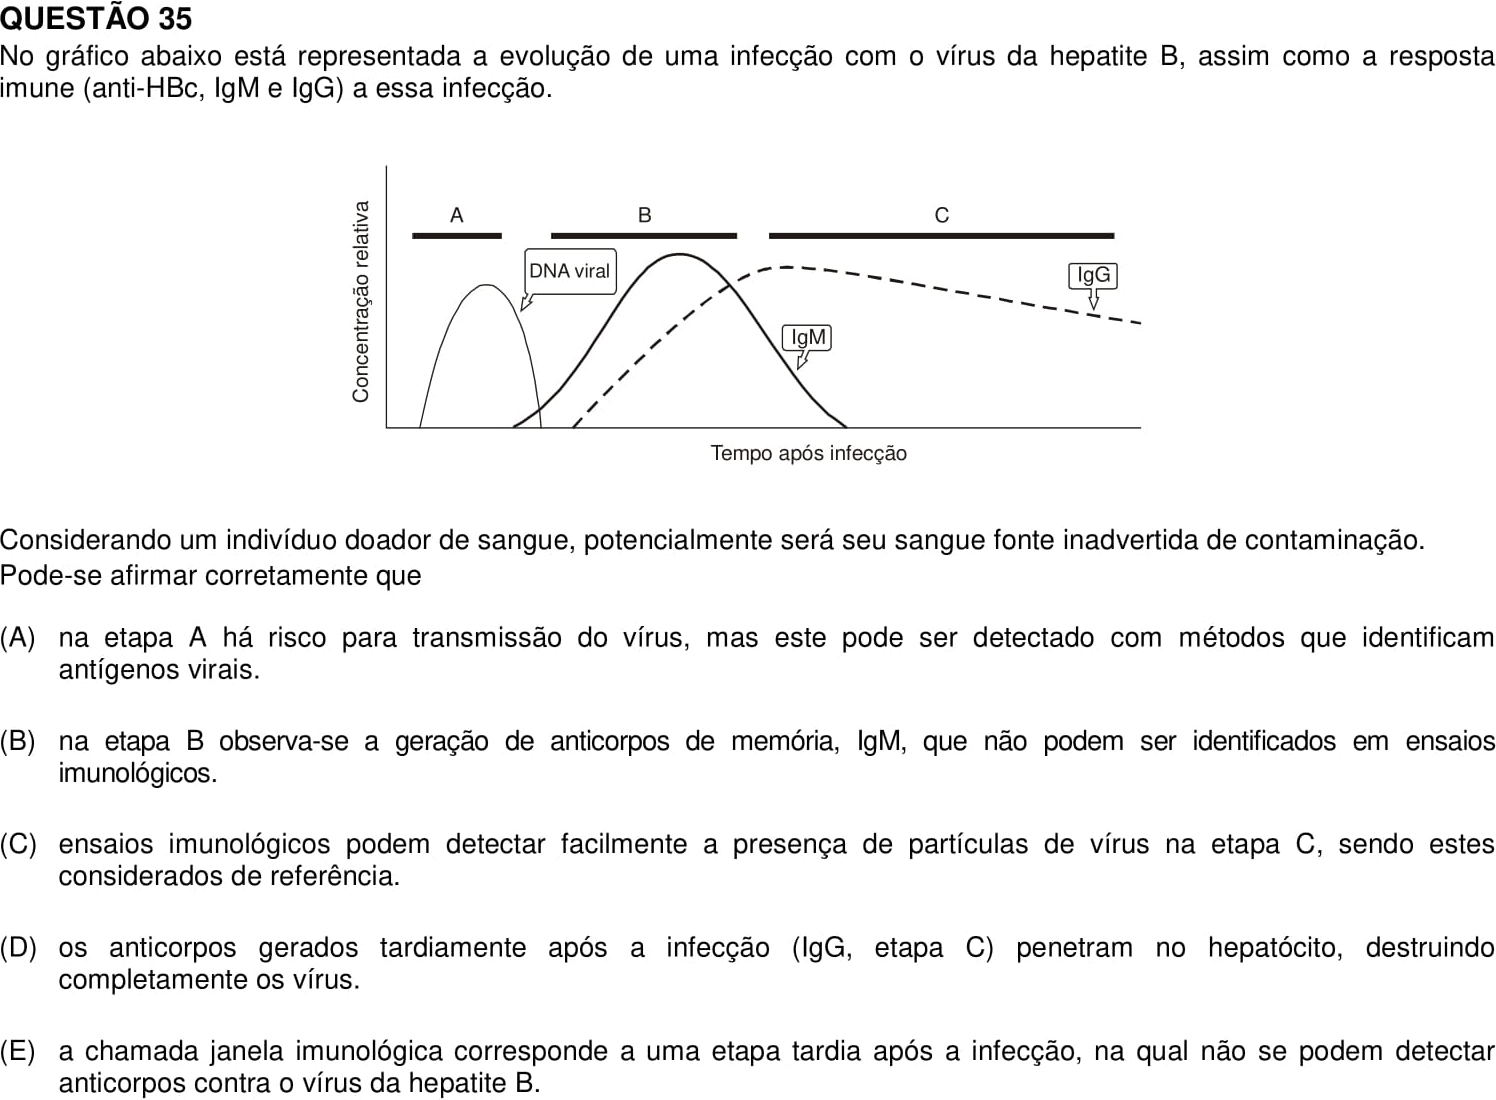 QUESTÃO 35
No gráfico abaixo está representada a evolução de uma infecção com o vírus da hepatite B, assim como a resposta
imune (anti-HBc, IgM e IgG) a essa infecção.
A
B
C
DNA viral
IgG
IgM
Concentração relativa
Tempo após infecção
Considerando um indivíduo doador de sangue, potencialmente será seu sangue fonte inadvertida de contaminação.
Pode-se afirmar corretamente que
(A) na etapa A há risco para transmissão do vírus, mas este pode ser detectado com métodos que identificam
antígenos virais.
(B) na etapa B observa-se a geração de anticorpos de memória, IgM, que não podem ser identificados em ensaios
imunológicos.
(C) ensaios imunológicos podem detectar facilmente a presença de partículas de vírus na etapa C, sendo estes
considerados de referência.
(D) os anticorpos gerados tardiamente após a infecção (IgG, etapa C) penetram no hepatócito, destruindo
completamente os vírus.
(E) a chamada janela imunológica corresponde a uma etapa tardia após a infecção, na qual não se podem detectar
anticorpos contra o vírus da hepatite B.